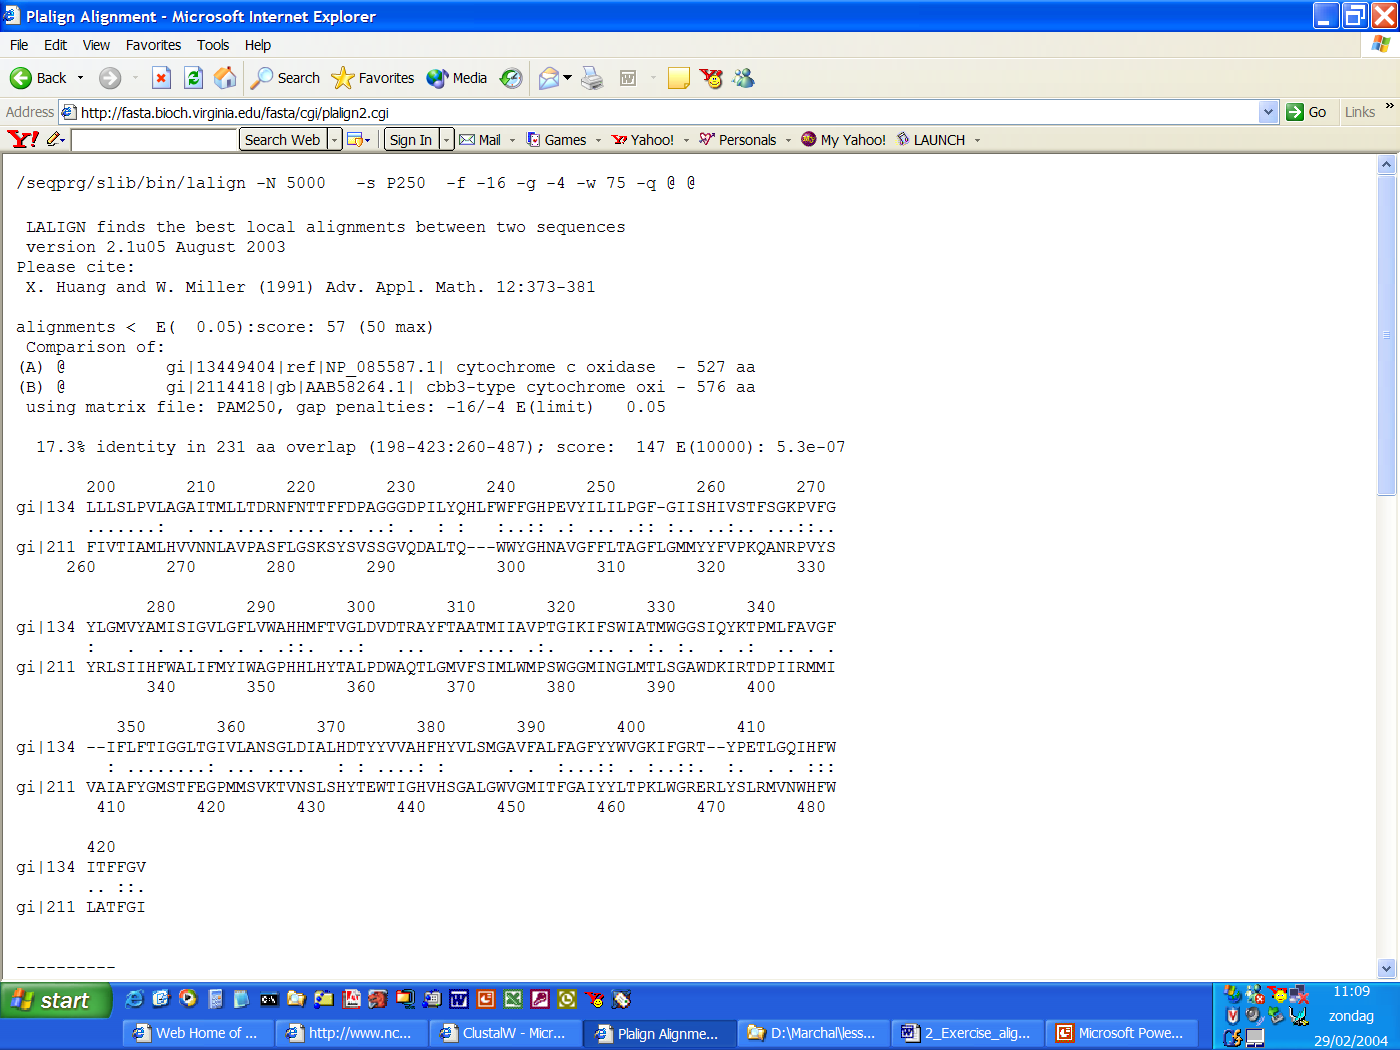 Plalign Alignment - Microsoft Internet Explorer
File Edit View Favorites Tools Help
Back Search Favorites Media
Address http://fasta.bioch.virginia.edu/fasta/cgi/plalign2.cgi Go Links »
Y! Search Web Sign In Mail Games Yahoo! Personals My Yahoo! LAUNCH
/seqprg/slib/bin/lalign -N 5000   -s P250  -f -16 -g -4 -w 75 -q @ @
LALIGN finds the best local alignments between two sequences
version 2.1u05 August 2003
Please cite:
X. Huang and W. Miller (1991) Adv. Appl. Math. 12:373-381
alignments <  E(  0.05):score: 57 (50 max)
Comparison of:
(A) @          gi|13449404|ref|NP_085587.1| cytochrome c oxidase  - 527 aa
(B) @          gi|2114418|gb|AAB58264.1| cbb3-type cytochrome oxi - 576 aa
using matrix file: PAM250, gap penalties: -16/-4 E(limit)   0.05
17.3% identity in 231 aa overlap (198-423:260-487); score:  147 E(10000): 5.3e-07
200       210       220       230       240       250        260       270
gi|134 LLLSLPVLAGAITMLLTDRNFNTTFFDPAGGGDPILYQHLFWFFGHPEVYILILPGF-GIISHIVSTFSGKPVFG
.......:  . .. .... .... .. ..: .  : :   :..:: .: ... .:: :.. .  . ...::..
gi|211 FIVTIAMLHVVNNLAVPASFLGSKSYSVSSGVQDALTQ---WWYGHNAVGFFLTAGFLGMMYYFVPKQANRPVYS
260       270       280       290          300       310       320       330
280       290       300       310       320       330       340
gi|134 YLGMVYAMISIGVLGFLVWAHHMFTVGLDVDTRAYFTAATMIIAVPTGIKIFSWIATMWGGSIQYKTPMLFAVGF
:   .  . .. . ..::.  . ..:  ...  . .... .:.  ... . .: :. : .  . .:  .. . .
gi|211 YRLSIIHFWALIFMYIWAGPHHLHYTALPDWAQTLGMVFSIMLWMPSWGGMINGLMTLSGAWDKIRTDPIIRMMI
340       350       360       370       380       390       400
350       360       370       380       390       400        410
gi|134 --IFLFTIGGLTGIVLANSGLDIALHDTYYVVAHFHYVLSMGAVFALFAGFYYWVGKIFGRT--YPETLGQIHFW
: ........: ... ....   : : ....: :      . .  :...:: . :..::.  :.  . . :::
gi|211 VAIAFYGMSTFEGPMMSVKTVNSLSHYTEWTIGHVHSGALGWVGMITFGAIYYLTPKLWGRERLYSLRMVNWHFW
410       420       430       440       450       460       470       480
420
gi|134 ITFFGV
.. ::.
gi|211 LATFGI
----------
start 11:09
zondag
29/02/2004
Web Home of ... http://www.nc... ClustalW - Micr... Plalign Alignme... D:\Marchal\less... 2_Exercise_alig... Microsoft Powe...